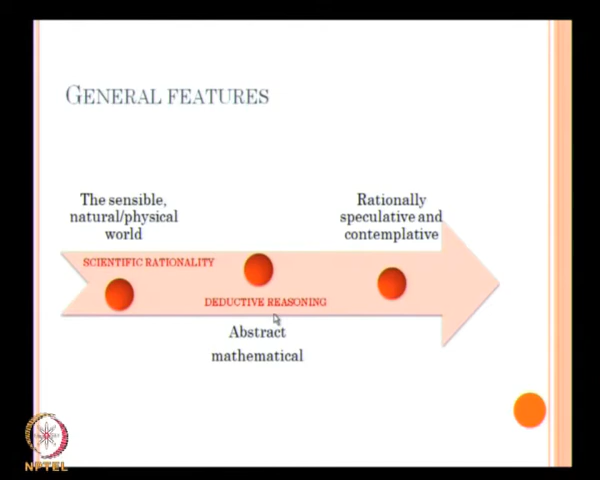 GENERAL FEATURES
The sensible,
natural/physical
world
Rationally
speculative and
contemplative
SCIENTIFIC RATIONALITY
DEDUCTIVE REASONING
Abstract
mathematical
NPTEL